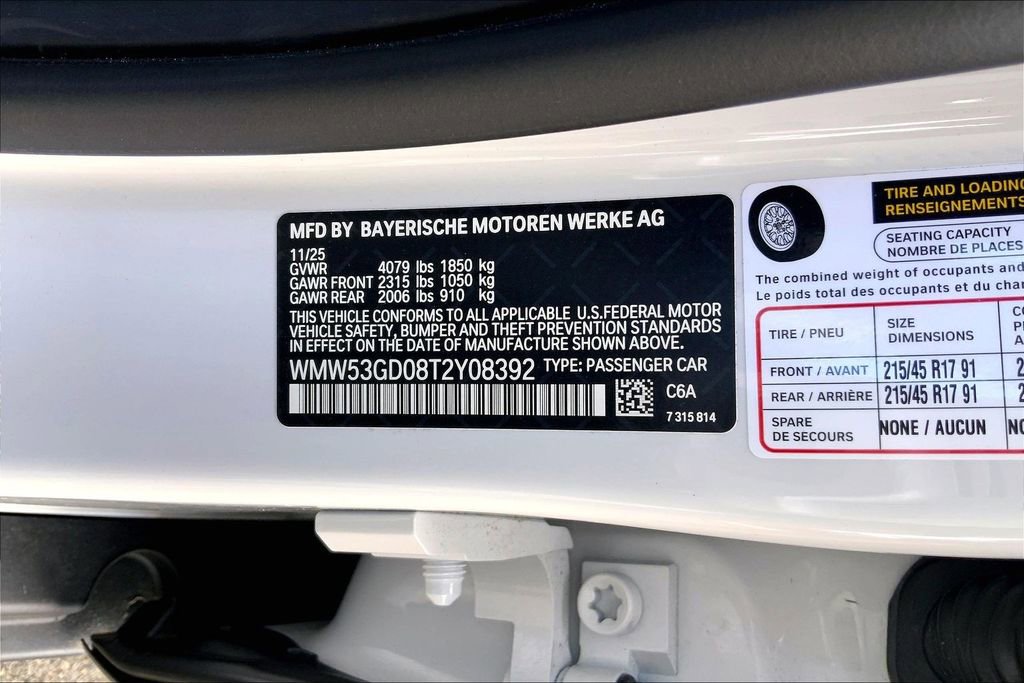 MFD BY BAYERISCHE MOTOREN WERKE AG
11/25
GVWR 4079 lbs 1850 kg
GAWR FRONT 2315 lbs 1050 kg
GAWR REAR 2006 lbs 910 kg
THIS VEHICLE CONFORMS TO ALL APPLICABLE U.S.FEDERAL MOTOR
VEHICLE SAFETY, BUMPER AND THEFT PREVENTION STANDARDS
IN EFFECT ON THE DATE OF MANUFACTURE SHOWN ABOVE.
WMW53GD08T2Y08392 TYPE: PASSENGER CAR
C6A
7 315 814
TIRE AND LOADING
RENSEIGNEMENTS
SEATING CAPACITY
NOMBRE DE PLACES
The combined weight of occupants and
Le poids total des occupants et du
TIRE / PNEU SIZE
DIMENSIONS
FRONT / AVANT 215/45 R17 91
REAR / ARRIÈRE 215/45 R17 91
SPARE
DE SECOURS NONE / AUCUN